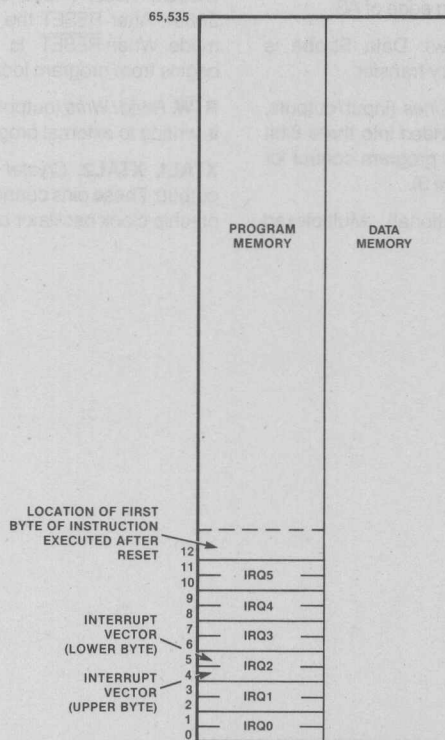 65,535
PROGRAM
MEMORY
DATA
MEMORY
LOCATION OF FIRST
BYTE OF INSTRUCTION
EXECUTED AFTER
RESET
12
11
10
IRQ5
9
8
IRQ4
7
6
IRQ3
INTERRUPT
VECTOR
(LOWER BYTE)
5
4
IRQ2
INTERRUPT
VECTOR
(UPPER BYTE)
3
2
IRQ1
1
0
IRQ0